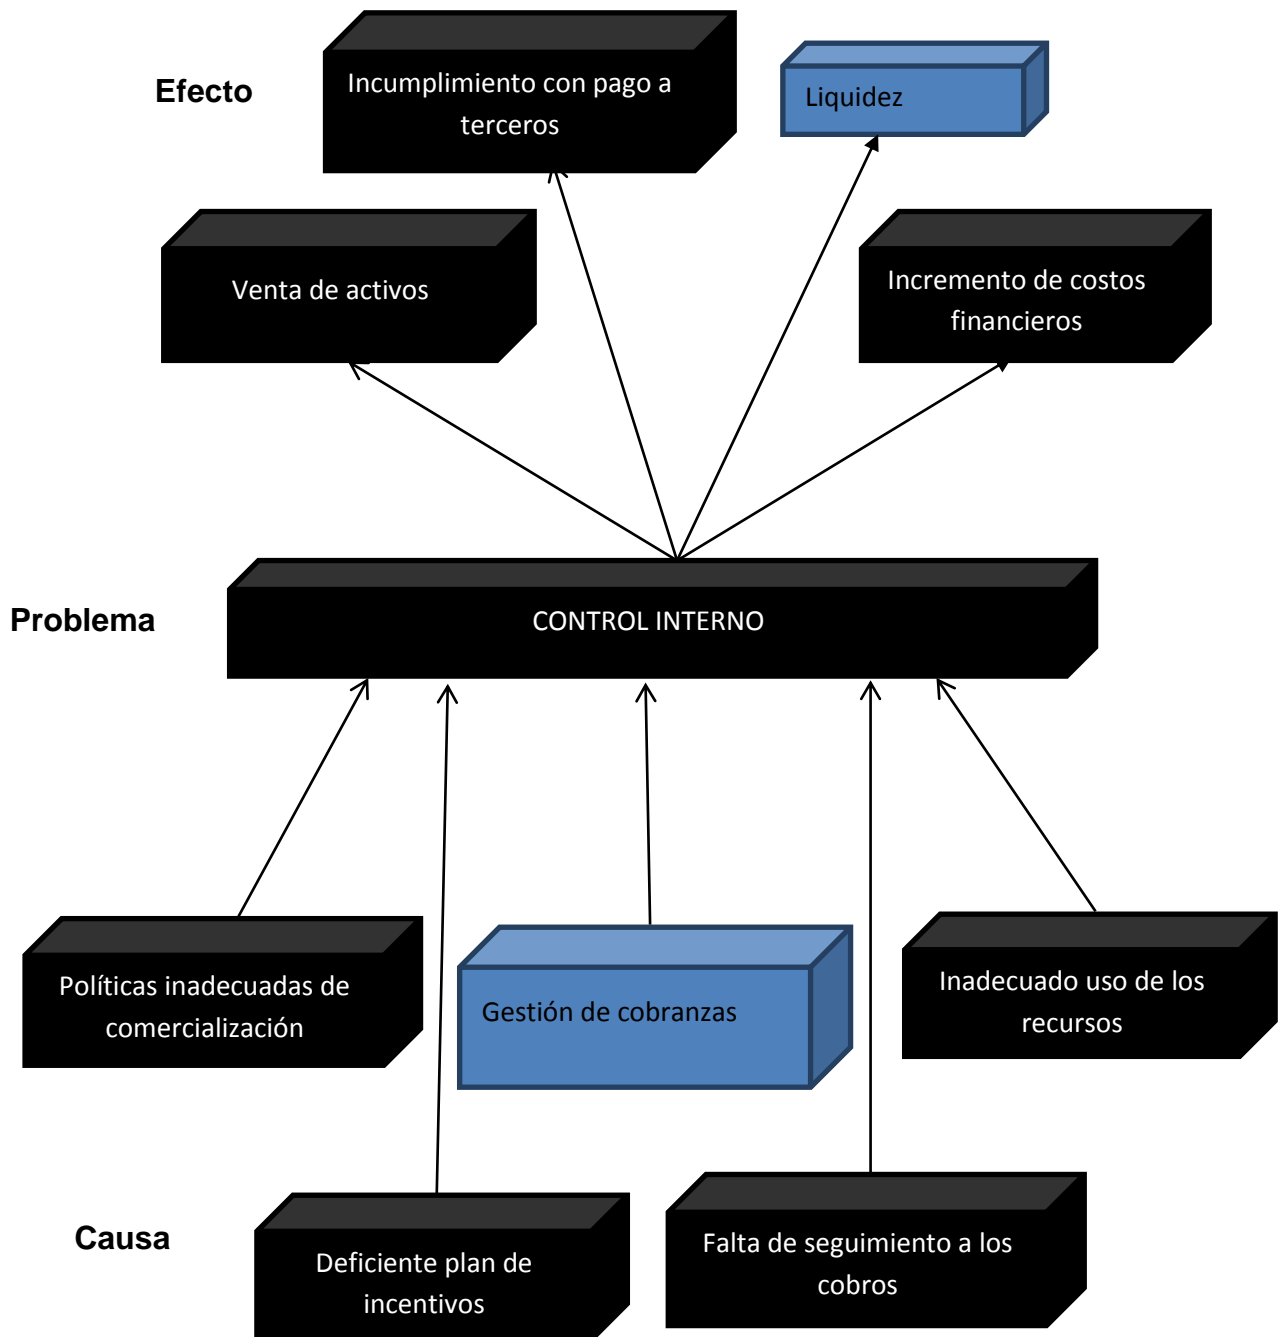 Efecto
Incumplimiento con pago a
terceros
Liquidez
Venta de activos
Incremento de costos
financieros
Problema
CONTROL INTERNO
Políticas inadecuadas de
comercialización
Gestión de cobranzas
Inadecuado uso de los
recursos
Causa
Deficiente plan de
incentivos
Falta de seguimiento a los
cobros